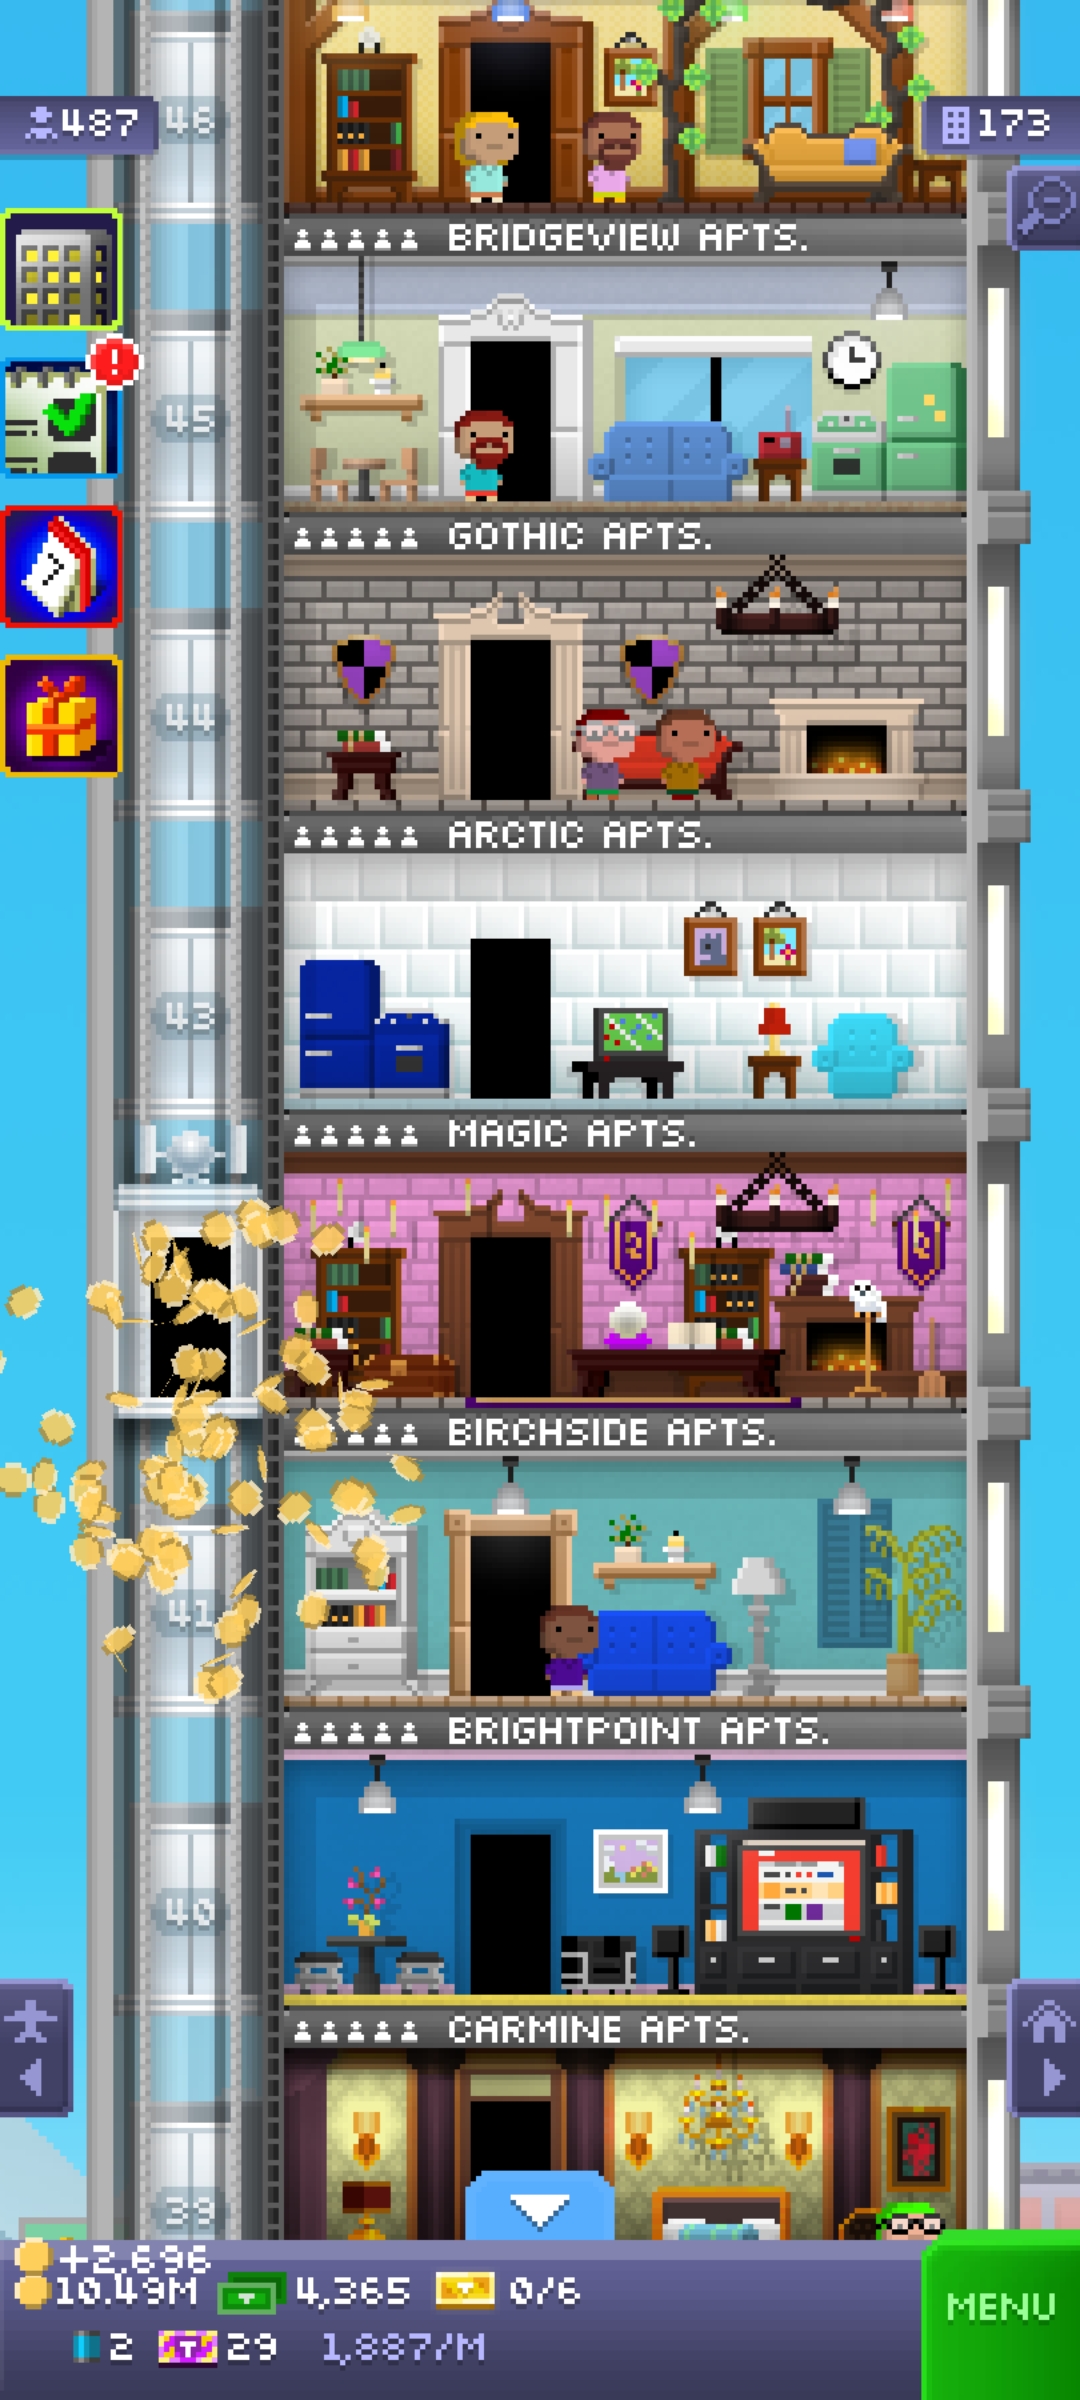 487
46
173
BRIDGEVIEW APTS.
45
GOTHIC APTS.
7
44
ARCTIC APTS.
43
MAGIC APTS.
BIRCHSIDE APTS.
41
BRIGHTPOINT APTS.
40
CARMINE APTS.
39
+2,696
10.49M 4,365 0/6
MENU
2 T 29 1,887/M